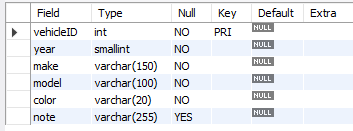 Field Type Null Key Default Extra
vehicleID int NO PRI NULL
year smallint NO NULL
make varchar(150) NO NULL
model varchar(100) NO NULL
color varchar(20) NO NULL
note varchar(255) YES NULL